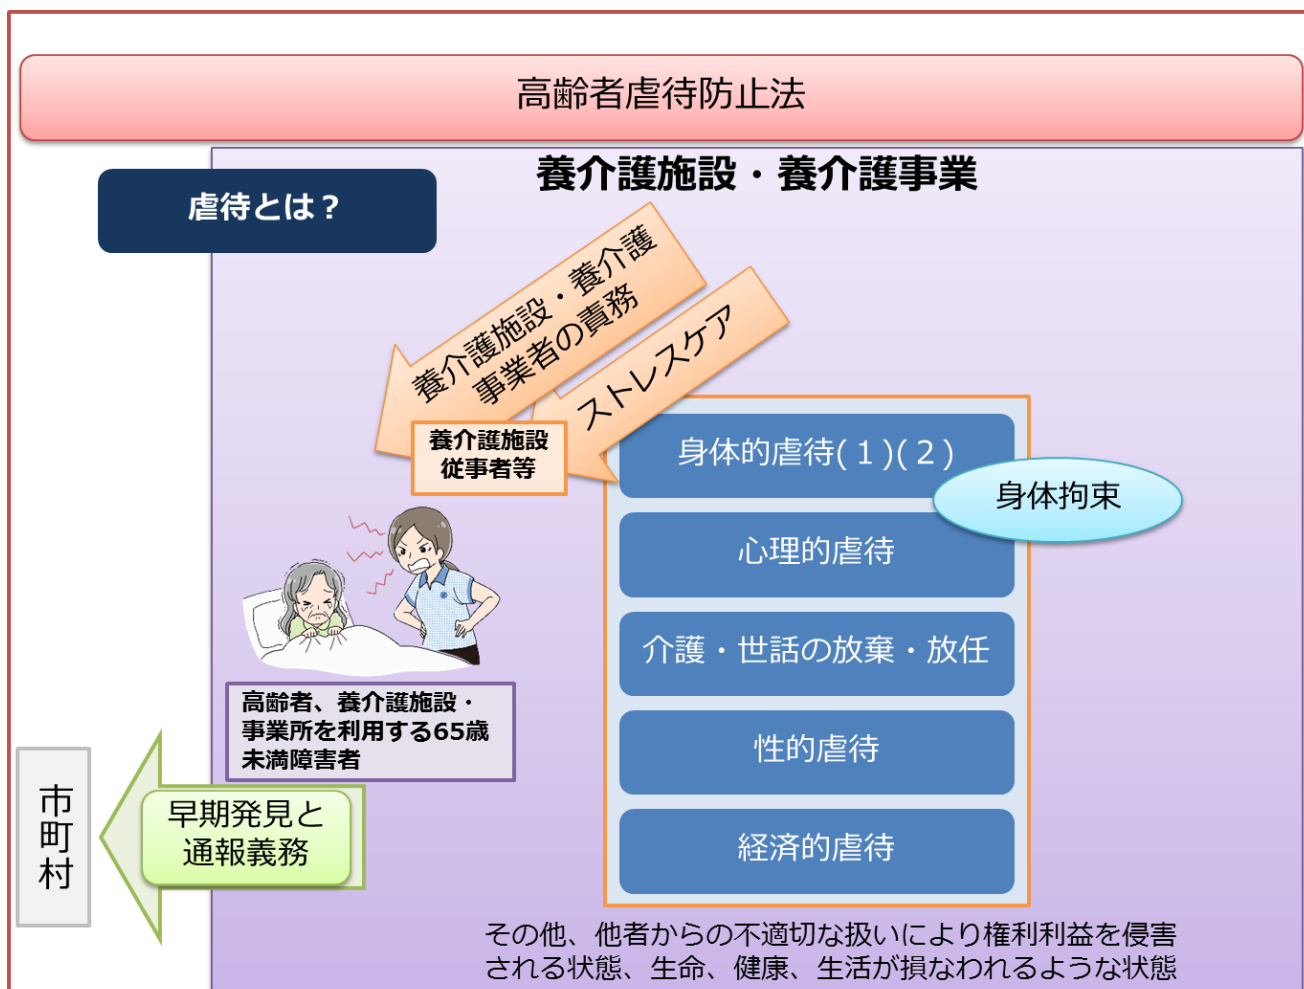 高齢者虐待防止法
養介護施設・養介護事業
虐待とは？
養介護施設・養介護
事業者の責務
ストレスケア
養介護施設
従事者等
身体的虐待(１)(２)
身体拘束
心理的虐待
介護・世話の放棄・放任
性的虐待
経済的虐待
高齢者、養介護施設・
事業所を利用する65歳
未満障害者
早期発見と
通報義務
市町村
その他、他者からの不適切な扱いにより権利利益を侵害
される状態、生命、健康、生活が損なわれるような状態